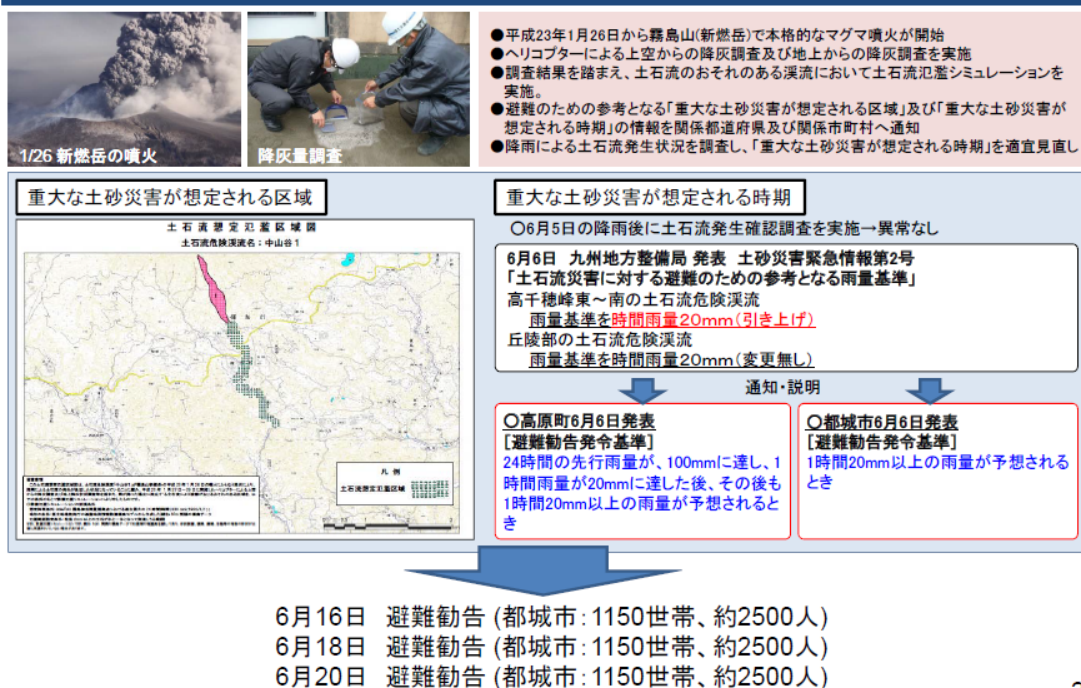 ●平成23年1月26日から霧島山(新燃岳)で本格的なマグマ噴火が開始
●ヘリコプターによる上空からの降灰調査及び地上からの降灰調査を実施
●調査結果を踏まえ、土石流のおそれのある渓流において土石流氾濫シミュレーションを
実施。
●避難のための参考となる「重大な土砂災害が想定される区域」及び「重大な土砂災害が
想定される時期」の情報を関係都道府県及び関係市町村へ通知
●降雨による土石流発生状況を調査し、「重大な土砂災害が想定される時期」を適宜見直し
1/26 新燃岳の噴火
降灰量調査
重大な土砂災害が想定される区域
土石流想定氾濫区域図
土石流危険渓流名：中山谷1
凡例
土石流想定氾濫区域
重大な土砂災害が想定される時期
○6月5日の降雨後に土石流発生確認調査を実施→異常なし
6月6日 九州地方整備局 発表 土砂災害緊急情報第2号
「土石流災害に対する避難のための参考となる雨量基準」
高千穂峰東～南の土石流危険渓流
雨量基準を時間雨量20mm(引き上げ)
丘陵部の土石流危険渓流
雨量基準を時間雨量20mm(変更無し)
通知・説明
○高原町6月6日発表
[避難勧告発令基準]
24時間の先行雨量が、100mmに達し、1
時間雨量が20mmに達した後、その後も
1時間20mm以上の雨量が予想されると
き
○都城市6月6日発表
[避難勧告発令基準]
1時間20mm以上の雨量が予想される
とき
6月16日 避難勧告 (都城市：1150世帯、約2500人)
6月18日 避難勧告 (都城市：1150世帯、約2500人)
6月20日 避難勧告 (都城市：1150世帯、約2500人)